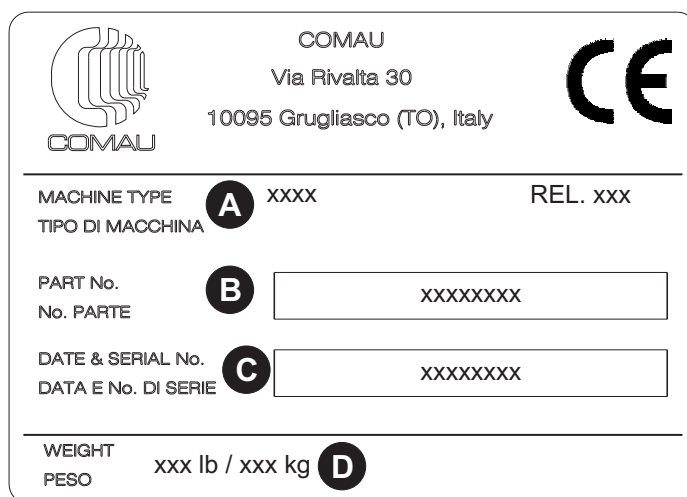 COMAU
COMAU
Via Rivalta 30
10095 Grugliasco (TO), Italy
CE
MACHINE TYPE
TIPO DI MACCHINA
A
xxxx
REL. xxx
PART No.
No. PARTE
B
xxxxxxxx
DATE & SERIAL No.
DATA E No. DI SERIE
C
xxxxxxxx
WEIGHT
PESO
xxx lb / xxx kg
D